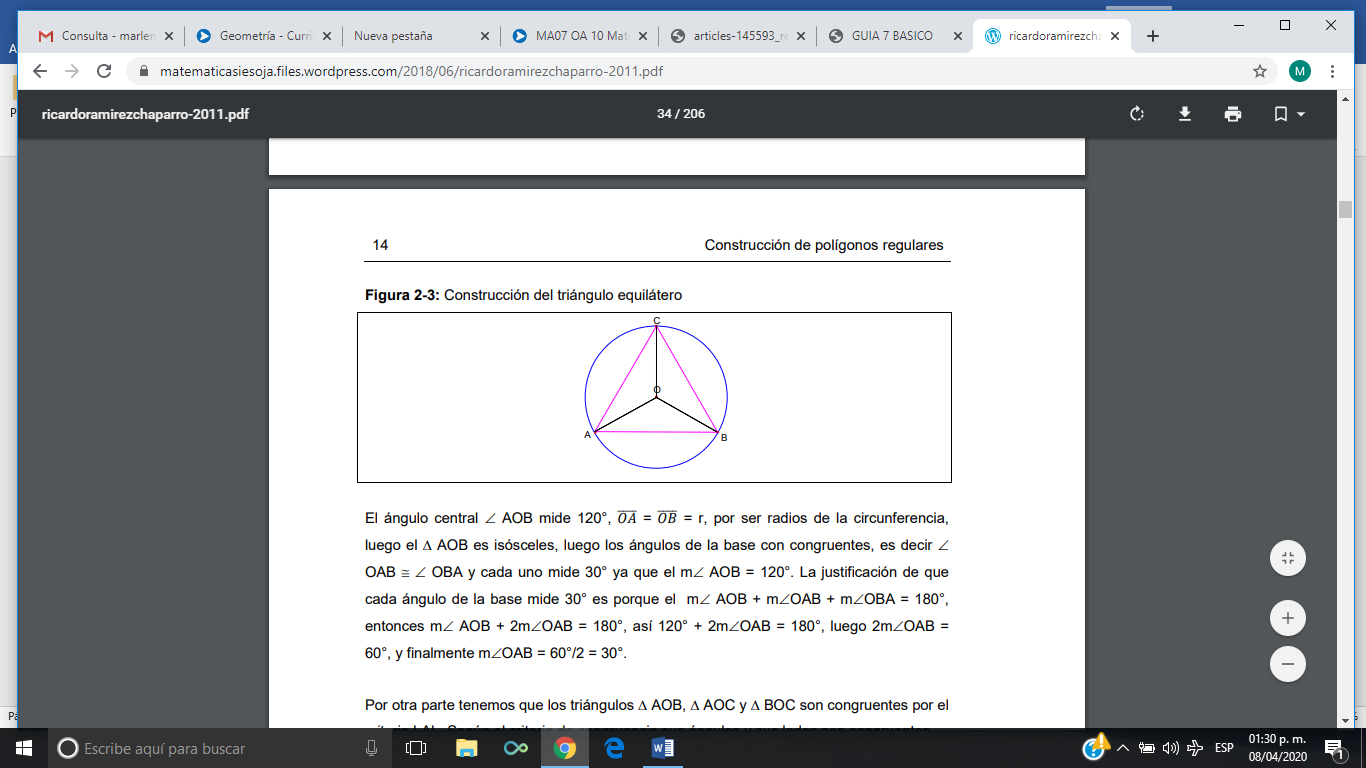 Consulta - marlen
Geometría - Curri
Nueva pestaña
MA07 OA 10 Mat
articles-145593_re
GUIA 7 BASICO
ricardoramirezcha
matematicasiesoja.files.wordpress.com/2018/06/ricardoramirezchaparro-2011.pdf
M
ricardoramirezchaparro-2011.pdf
34 / 206
14
Construcción de polígonos regulares
Figura 2-3: Construcción del triángulo equilátero
C
O
A
B
El ángulo central ∠ AOB mide 120°, O̅A̅ = O̅B̅ = r, por ser radios de la circunferencia,
luego el ∆ AOB es isósceles, luego los ángulos de la base con congruentes, es decir ∠
OAB ≅ ∠ OBA y cada uno mide 30° ya que el m∠ AOB = 120°. La justificación de que
cada ángulo de la base mide 30° es porque el m∠ AOB + m∠OAB + m∠OBA = 180°,
entonces m∠ AOB + 2m∠OAB = 180°, así 120° + 2m∠OAB = 180°, luego 2m∠OAB =
60°, y finalmente m∠OAB = 60°/2 = 30°.
Por otra parte tenemos que los triángulos ∆ AOB, ∆ AOC y ∆ BOC son congruentes por el
Escribe aquí para buscar
ESP
01:30 p. m.
08/04/2020
1